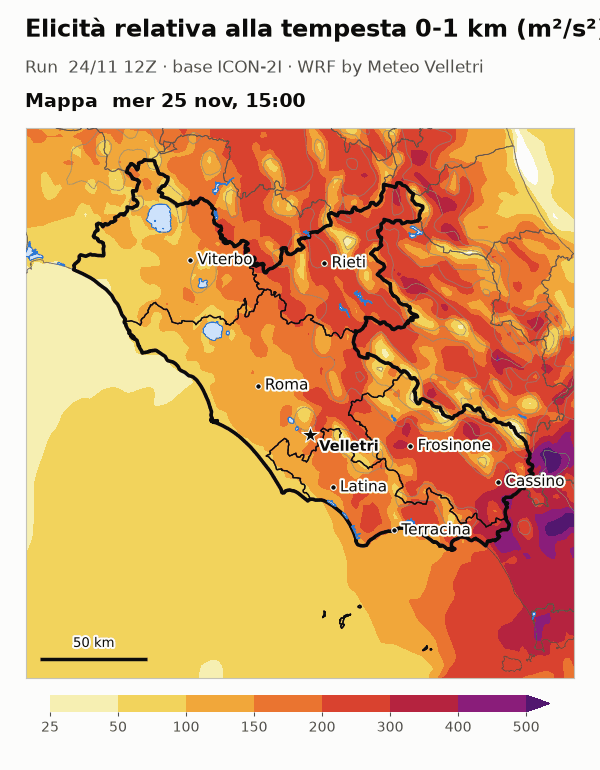 Elicità relativa alla tempesta 0-1 km (m²/s²)
Run  24/11 12Z · base ICON-2I · WRF by Meteo Velletri
Mappa  mer 25 nov, 15:00
Viterbo
Rieti
Roma
Velletri
Frosinone
Latina
Cassino
Terracina
50 km
25 50 100 150 200 300 400 500